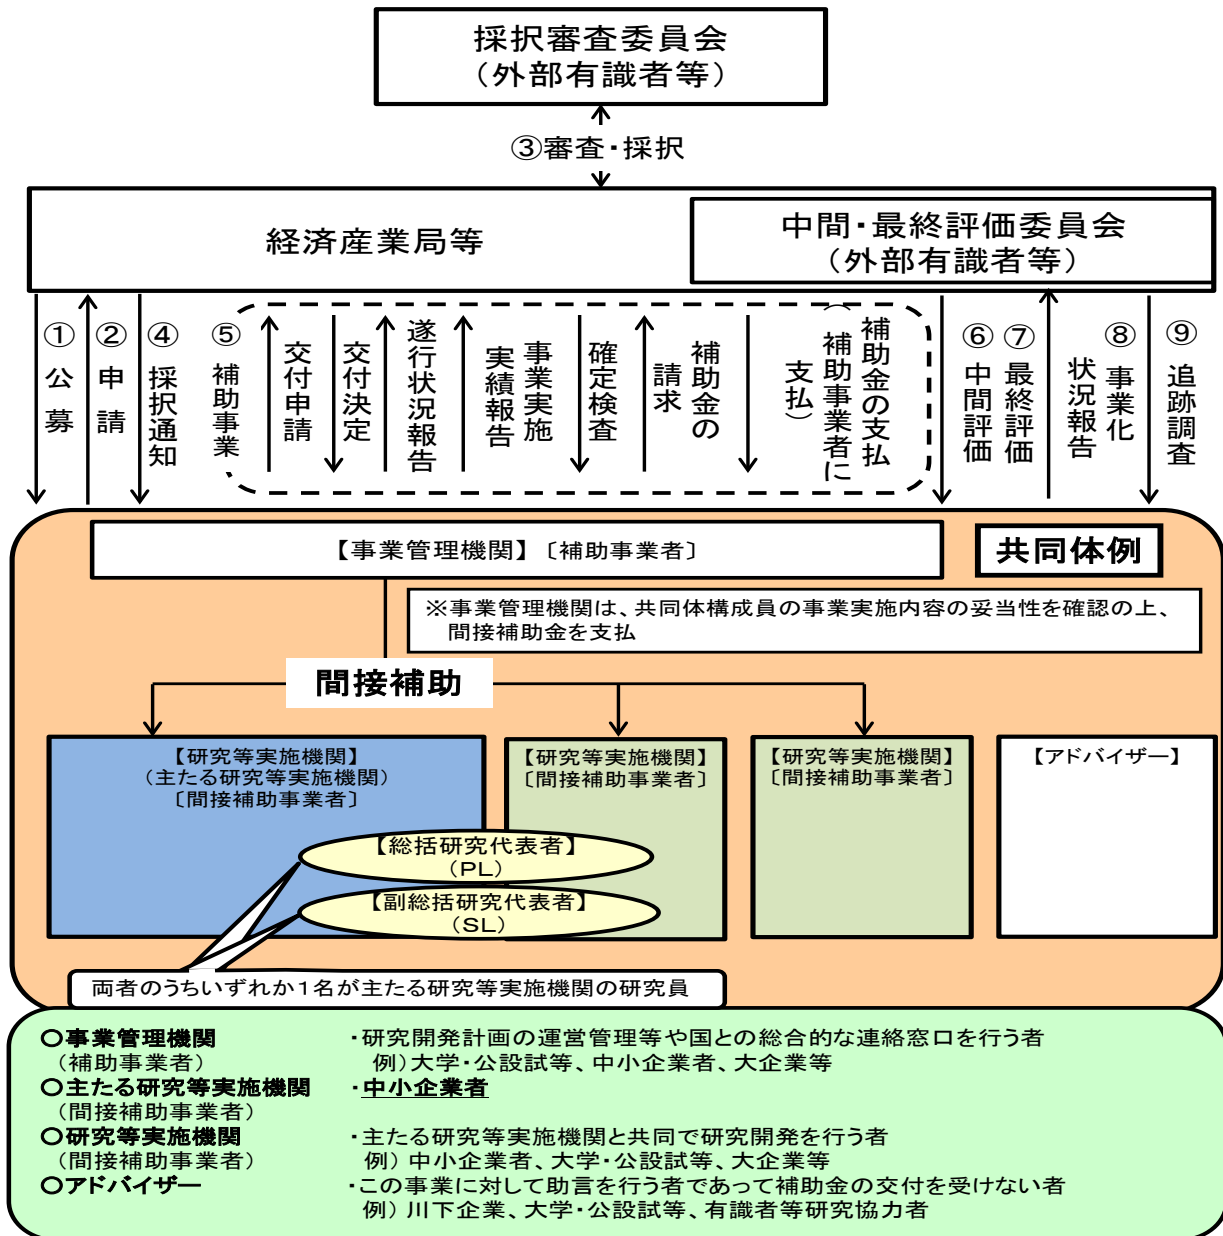 採択審査委員会
（外部有識者等）
③審査・採択
経済産業局等
中間・最終評価委員会
（外部有識者等）
①公募
②申請
④採択通知
⑤補助事業
交付申請
交付決定
遂行状況報告
事業実施
実績報告
確定検査
補助金の
請求
補助金の支払
（補助事業者に
支払）
⑥中間評価
⑦最終評価
⑧事業化
状況報告
⑨追跡調査
【事業管理機関】〔補助事業者〕
共同体例
※事業管理機関は、共同体構成員の事業実施内容の妥当性を確認の上、
間接補助金を支払
間接補助
【研究等実施機関】
（主たる研究等実施機関）
〔間接補助事業者〕
【研究等実施機関】
〔間接補助事業者〕
【研究等実施機関】
〔間接補助事業者〕
【アドバイザー】
【総括研究代表者】
（PL）
【副総括研究代表者】
（SL）
両者のうちいずれか１名が主たる研究等実施機関の研究員
○事業管理機関　・研究開発計画の運営管理等や国との総合的な連絡窓口を行う者
（補助事業者）　例）大学・公設試等、中小企業者、大企業等
○主たる研究等実施機関　・中小企業者
（間接補助事業者）
○研究等実施機関　・主たる研究等実施機関と共同で研究開発を行う者
（間接補助事業者）　例）中小企業者、大学・公設試等、大企業等
○アドバイザー　・この事業に対して助言を行う者であって補助金の交付を受けない者
例）川下企業、大学・公設試等、有識者等研究協力者